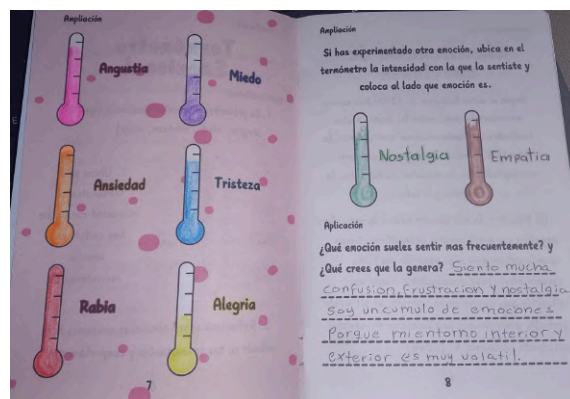 Ampliación
Angustia
Miedo
Ansiedad
Tristeza
Rabia
Alegria
7
Ampliación
Si has experimentado otra emoción, ubica en el
termómetro la intensidad con la que la sentiste y
coloca al lado que emoción es.
Nostalgia
Empatia
Aplicación
¿Qué emoción sueles sentir mas frecuentemente? y
¿Qué crees que la genera? Siento mucha
confusion, frustracion y nostalgia
soy un cumulo de emociones
Porque mi entorno interior y
exterior es muy volatil.
8